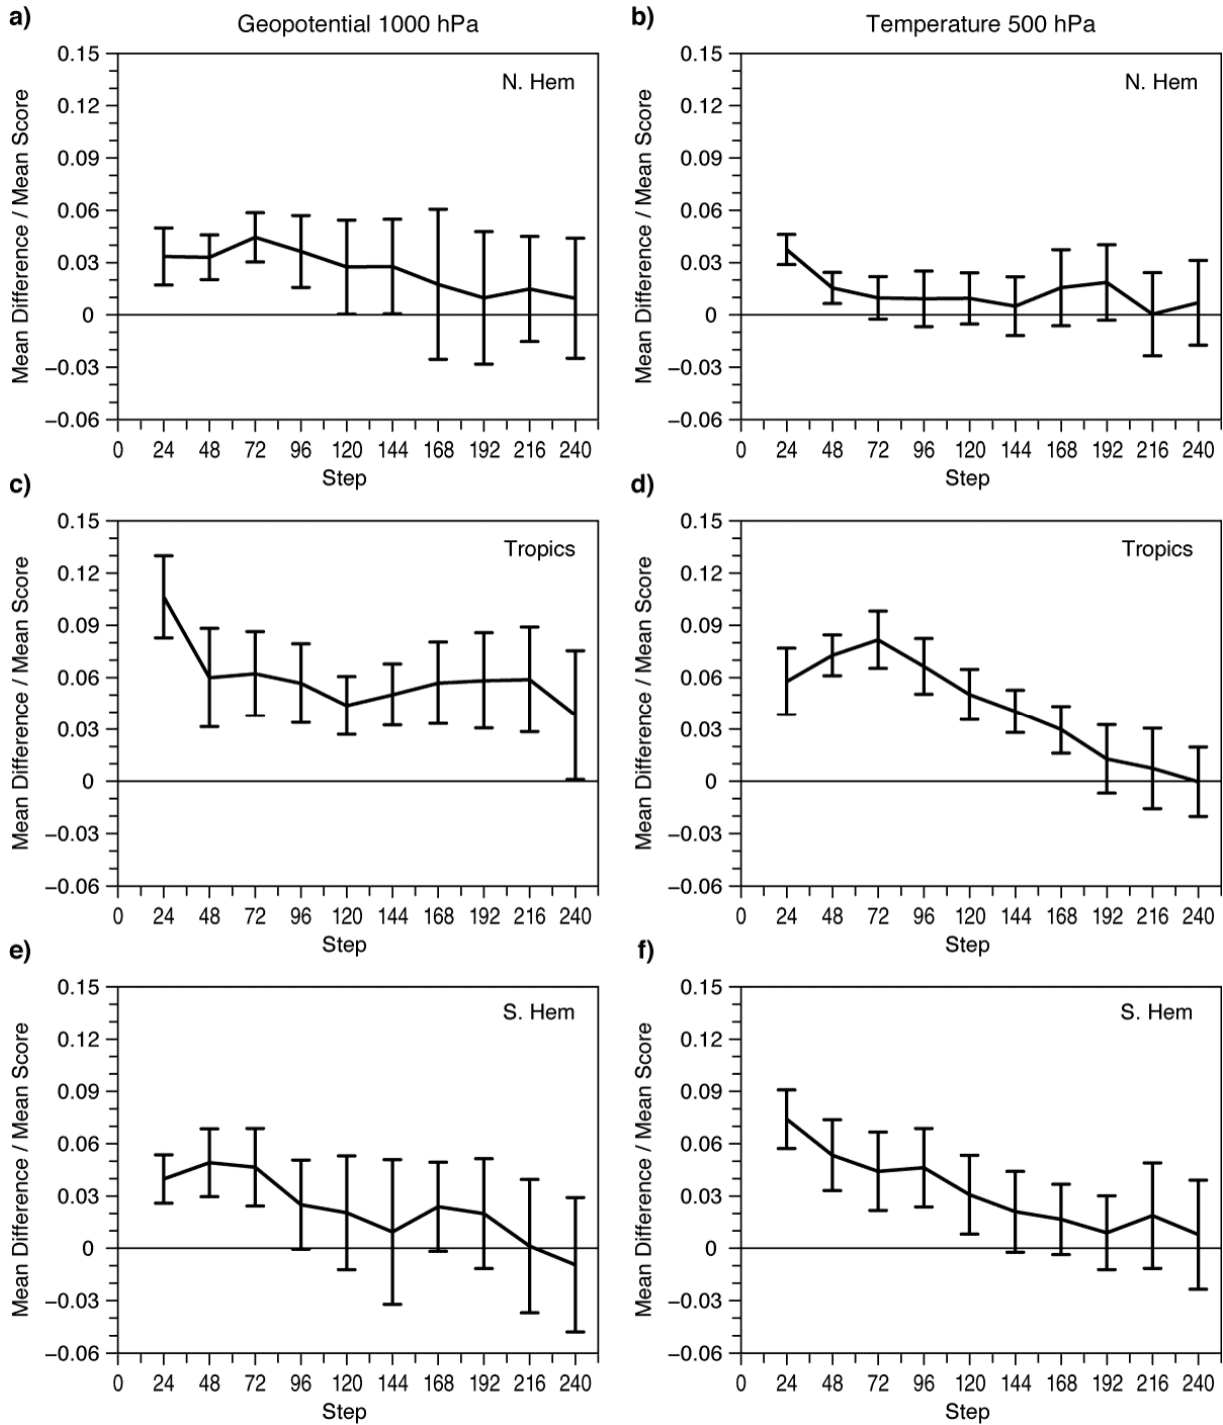 a) Geopotential 1000 hPa
N. Hem
Mean Difference / Mean Score
0.15
0.12
0.09
0.06
0.03
0
−0.03
−0.06
0 24 48 72 96 120 144 168 192 216 240
Step
b) Temperature 500 hPa
N. Hem
Mean Difference / Mean Score
0.15
0.12
0.09
0.06
0.03
0
−0.03
−0.06
0 24 48 72 96 120 144 168 192 216 240
Step
c)
Tropics
Mean Difference / Mean Score
0.15
0.12
0.09
0.06
0.03
0
−0.03
−0.06
0 24 48 72 96 120 144 168 192 216 240
Step
d)
Tropics
Mean Difference / Mean Score
0.15
0.12
0.09
0.06
0.03
0
−0.03
−0.06
0 24 48 72 96 120 144 168 192 216 240
Step
e)
S. Hem
Mean Difference / Mean Score
0.15
0.12
0.09
0.06
0.03
0
−0.03
−0.06
0 24 48 72 96 120 144 168 192 216 240
Step
f)
S. Hem
Mean Difference / Mean Score
0.15
0.12
0.09
0.06
0.03
0
−0.03
−0.06
0 24 48 72 96 120 144 168 192 216 240
Step